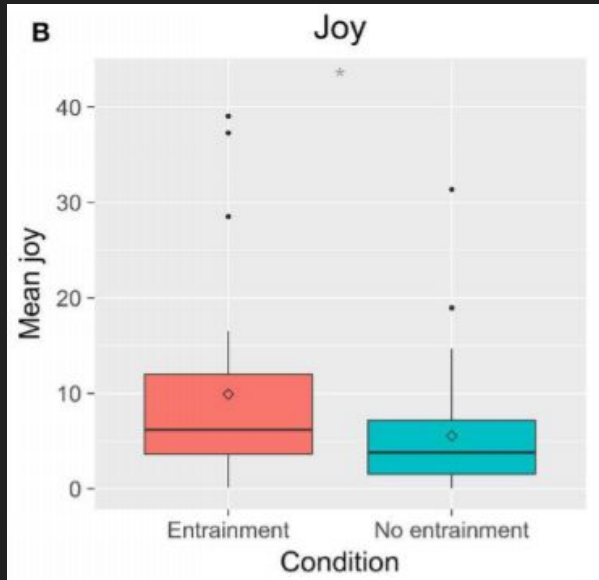 B
Joy
*
40
30
20
10
0
Mean joy
Entrainment
No entrainment
Condition